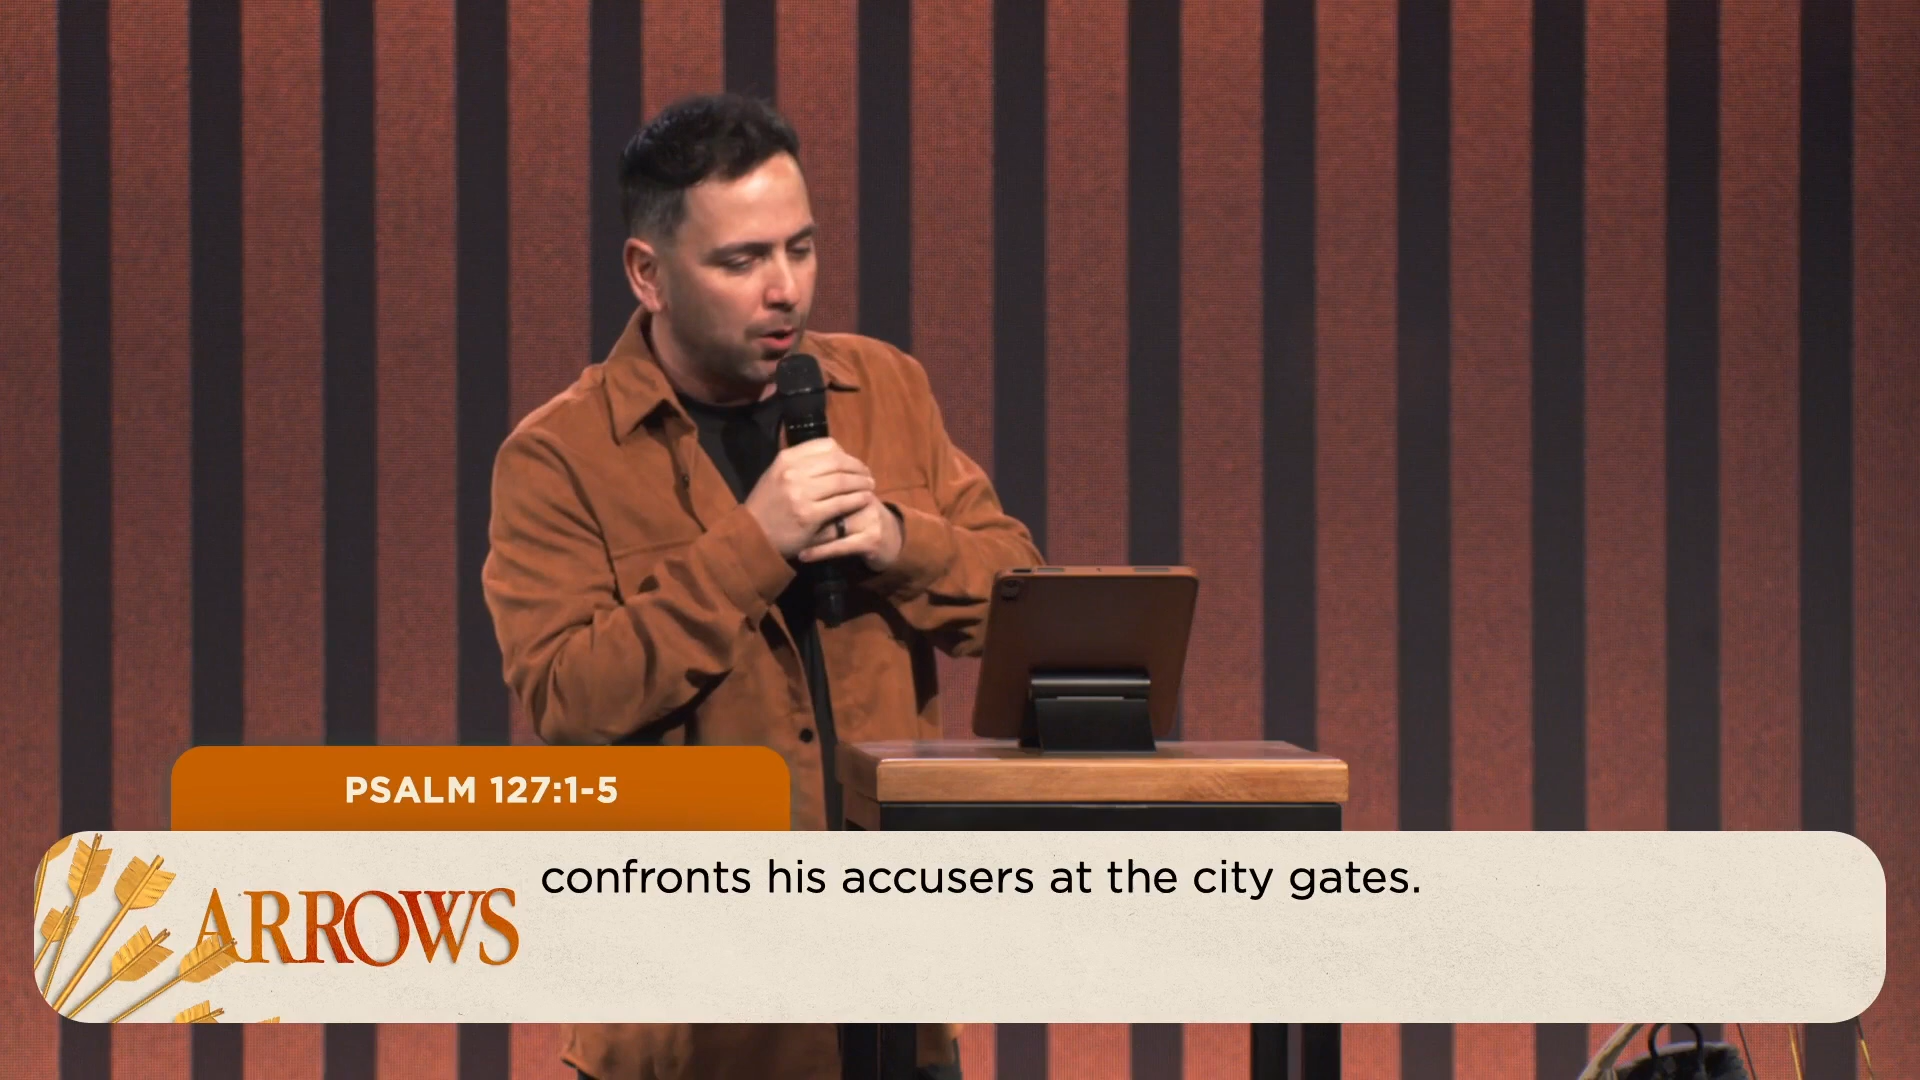 PSALM 127:1-5
confronts his accusers at the city gates.
ARROWS